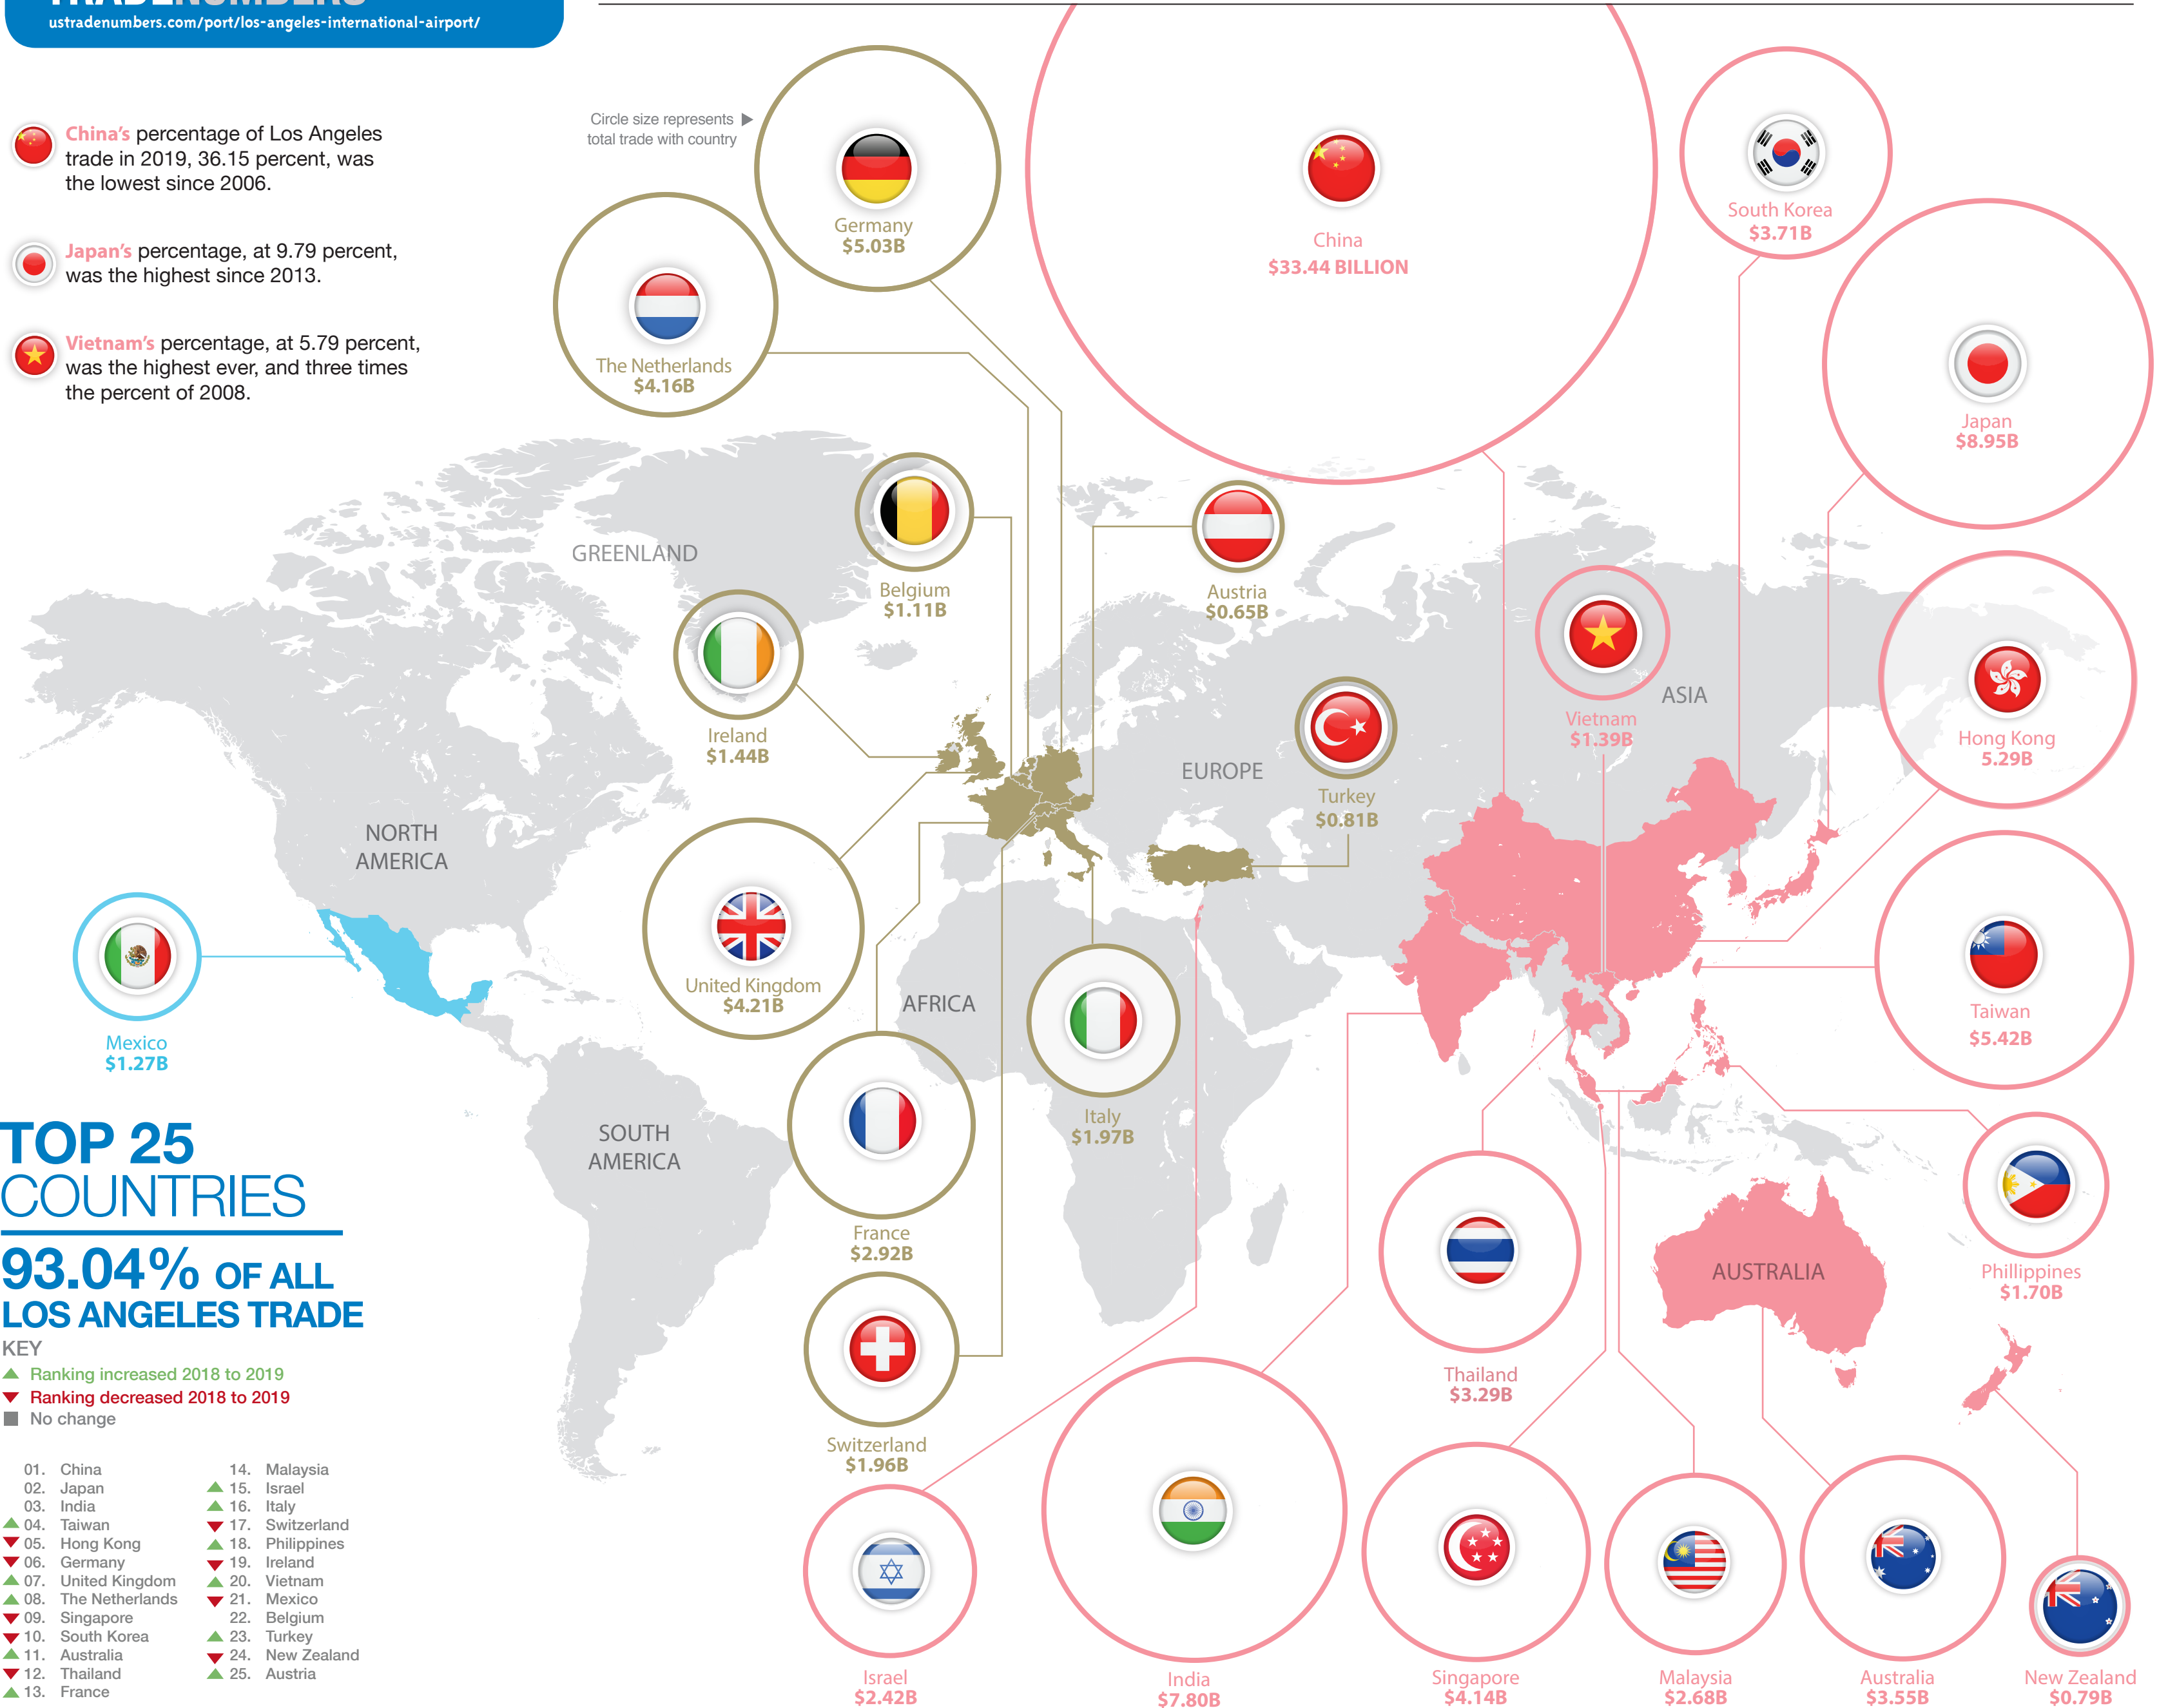 TRADENUMBERS
ustradenumbers.com/port/los-angeles-international-airport/
China's percentage of Los Angeles
trade in 2019, 36.15 percent, was
the lowest since 2006.
Japan's percentage, at 9.79 percent,
was the highest since 2013.
Vietnam's percentage, at 5.79 percent,
was the highest ever, and three times
the percent of 2008.
Circle size represents
total trade with country
Germany
$5.03B
The Netherlands
$4.16B
China
$33.44 BILLION
South Korea
$3.71B
Japan
$8.95B
GREENLAND
Belgium
$1.11B
Austria
$0.65B
Ireland
$1.44B
Vietnam
$1.39B
ASIA
Hong Kong
5.29B
EUROPE
Turkey
$0.81B
NORTH
AMERICA
United Kingdom
$4.21B
AFRICA
Taiwan
$5.42B
Mexico
$1.27B
Italy
$1.97B
SOUTH
AMERICA
France
$2.92B
AUSTRALIA
Phillippines
$1.70B
Thailand
$3.29B
Switzerland
$1.96B
Israel
$2.42B
India
$7.80B
Singapore
$4.14B
Malaysia
$2.68B
Australia
$3.55B
New Zealand
$0.79B
TOP 25
COUNTRIES
93.04% OF ALL
LOS ANGELES TRADE
KEY
Ranking increased 2018 to 2019
Ranking decreased 2018 to 2019
No change
01. China
02. Japan
03. India
04. Taiwan
05. Hong Kong
06. Germany
07. United Kingdom
08. The Netherlands
09. Singapore
10. South Korea
11. Australia
12. Thailand
13. France
14. Malaysia
15. Israel
16. Italy
17. Switzerland
18. Philippines
19. Ireland
20. Vietnam
21. Mexico
22. Belgium
23. Turkey
24. New Zealand
25. Austria